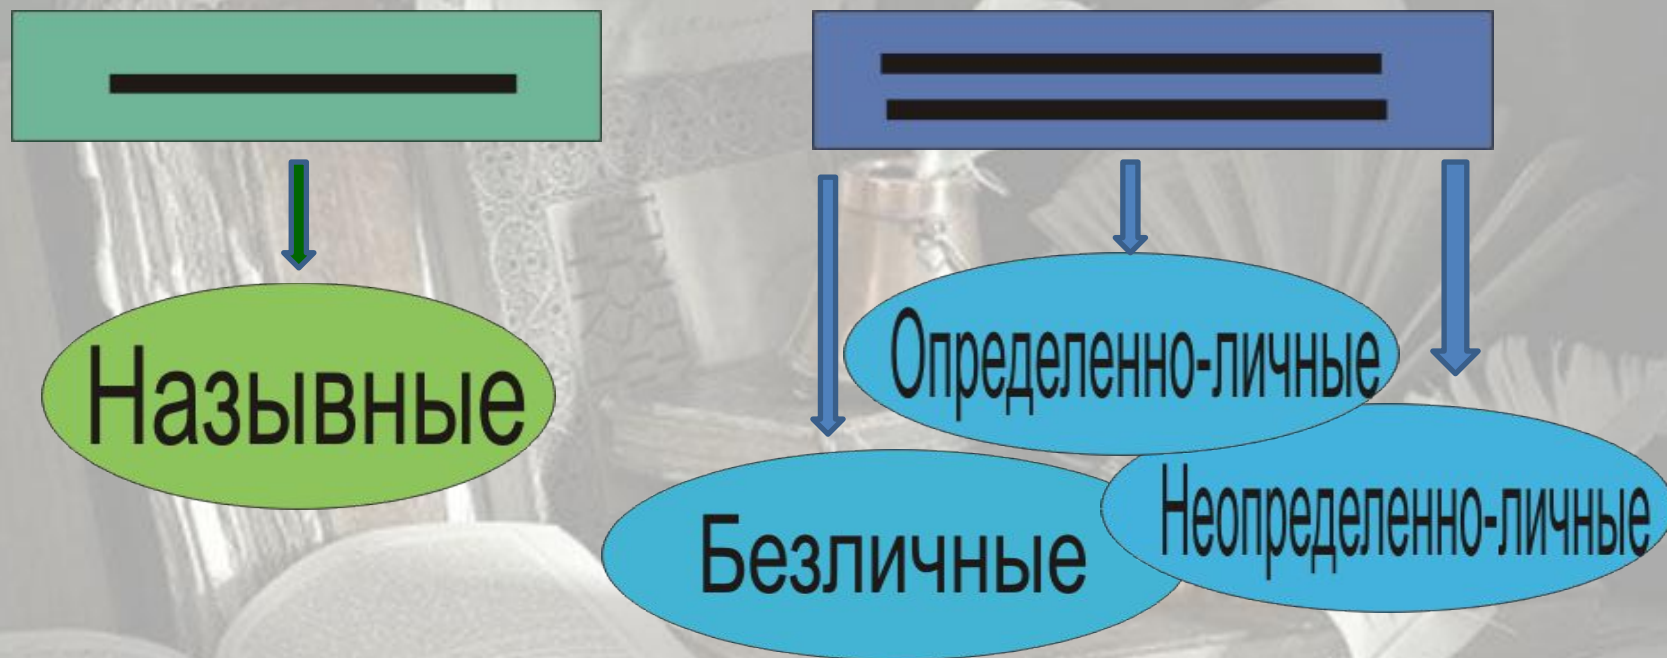 Назывные
Определенно-личные
Неопределенно-личные
Безличные